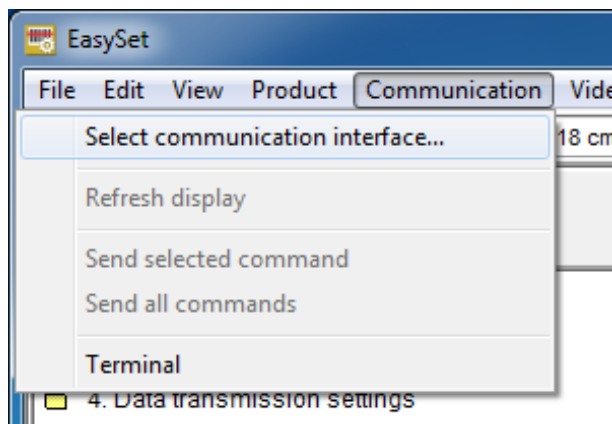 EasySet
File Edit View Product Communication Vide
Select communication interface...
18 cm
Refresh display
Send selected command
Send all commands
Terminal
4. Data transmission settings